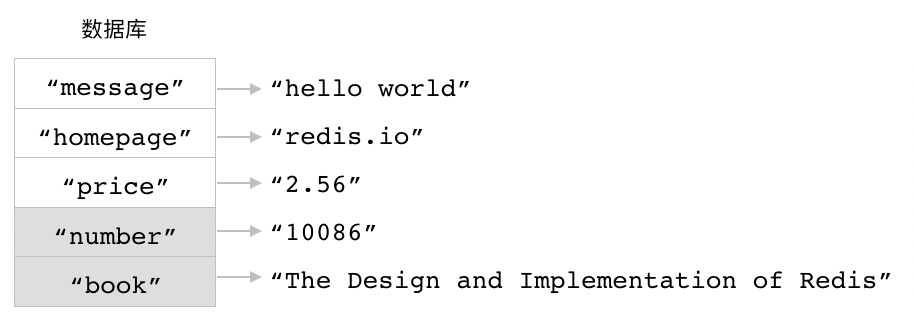 数据库
“message” “hello world”
“homepage” “redis.io”
“price” “2.56”
“number” “10086”
“book” “The Design and Implementation of Redis”